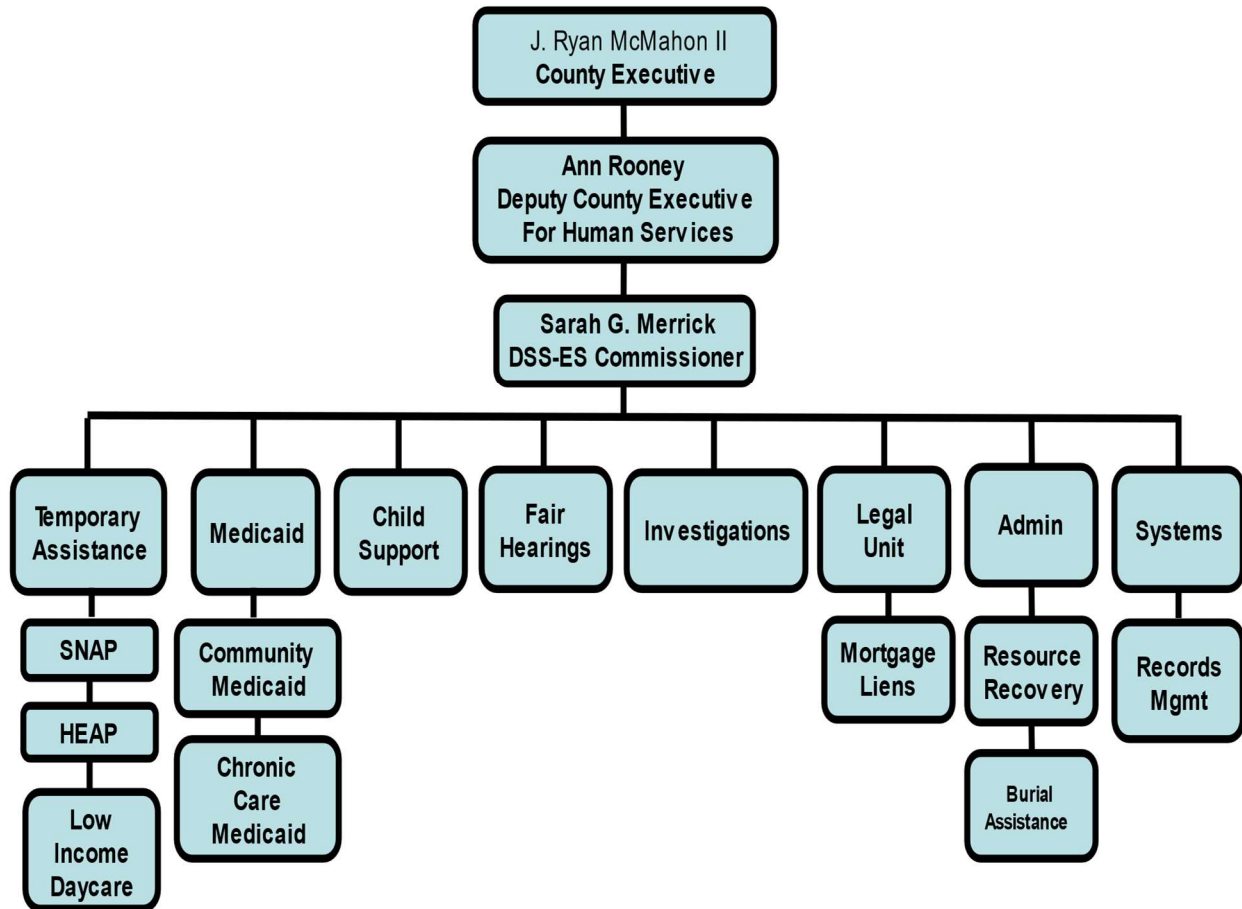 J. Ryan McMahon II
County Executive
Ann Rooney
Deputy County Executive
For Human Services
Sarah G. Merrick
DSS-ES Commissioner
Temporary
Assistance
Medicaid
Child
Support
Fair
Hearings
Investigations
Legal
Unit
Admin
Systems
SNAP
HEAP
Low
Income
Daycare
Community
Medicaid
Chronic
Care
Medicaid
Mortgage
Liens
Resource
Recovery
Burial
Assistance
Records
Mgmt